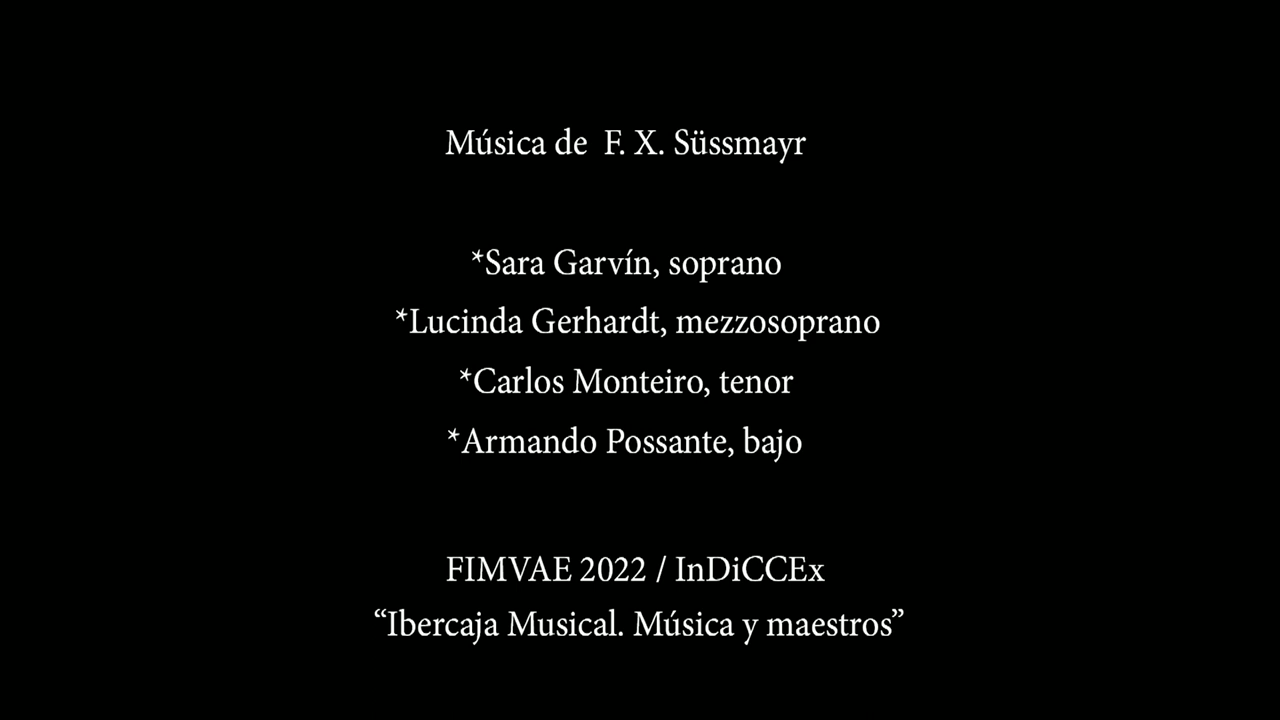 Música de  F. X. Süssmayr
*Sara Garvín, soprano
*Lucinda Gerhardt, mezzosoprano
*Carlos Monteiro, tenor
*Armando Possante, bajo
FIMVAE 2022 / InDiCCEx
“Ibercaja Musical. Música y maestros”